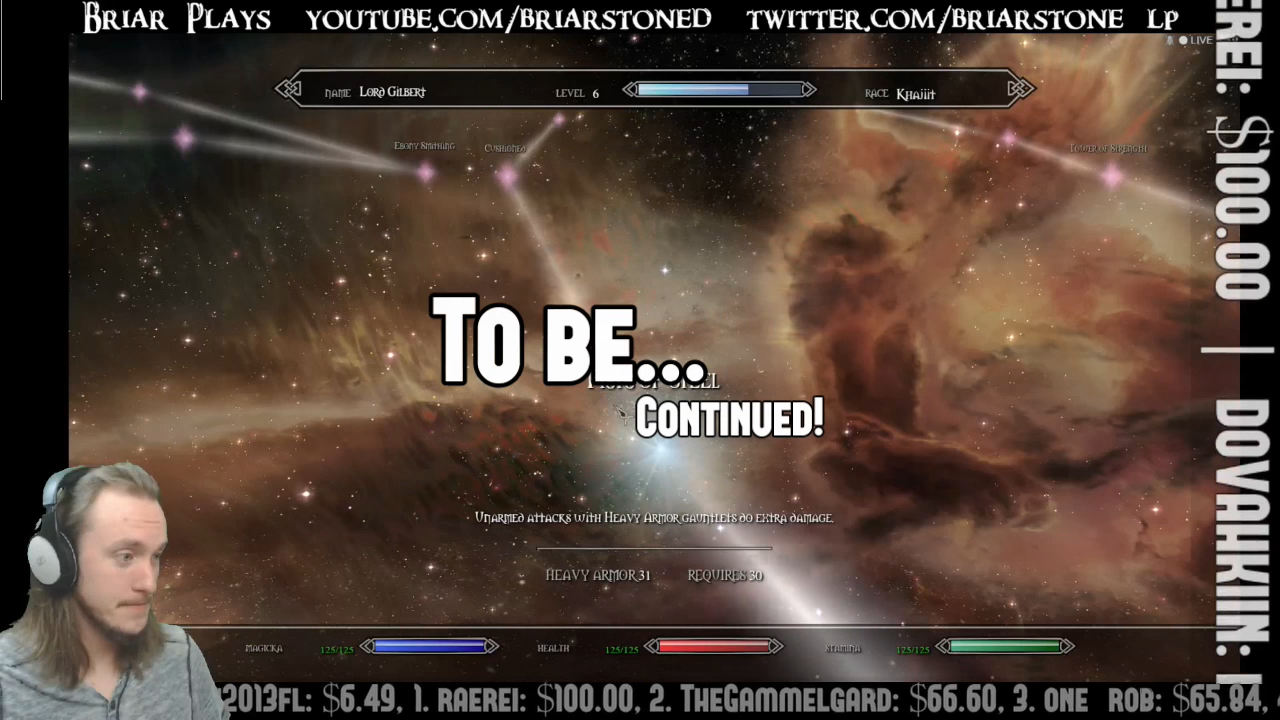 Briar Plays YOUTUBE.COM/BRIARSTONED TWITTER.COM/BRIARSTONE LP
LIVE
NAME Lord Gilbert LEVEL 6 RACE Khajiit
Ebony Smithing Cushioned Tower of Strength
TO BE...
STEEL
CONTINUED!
Unarmed attacks with Heavy Armor gauntlets do extra damage.
HEAVY ARMOR 31 REQUIRES 30
MAGICKA 125/125 HEALTH 125/125 STAMINA 125/125
2013FL: $6.49, 1. RAEREI: $100.00, 2. THEGAMMELGARD: $66.60, 3. ONE ROB: $65.84,
EREI: $100.00 | DOVAHKIIN: